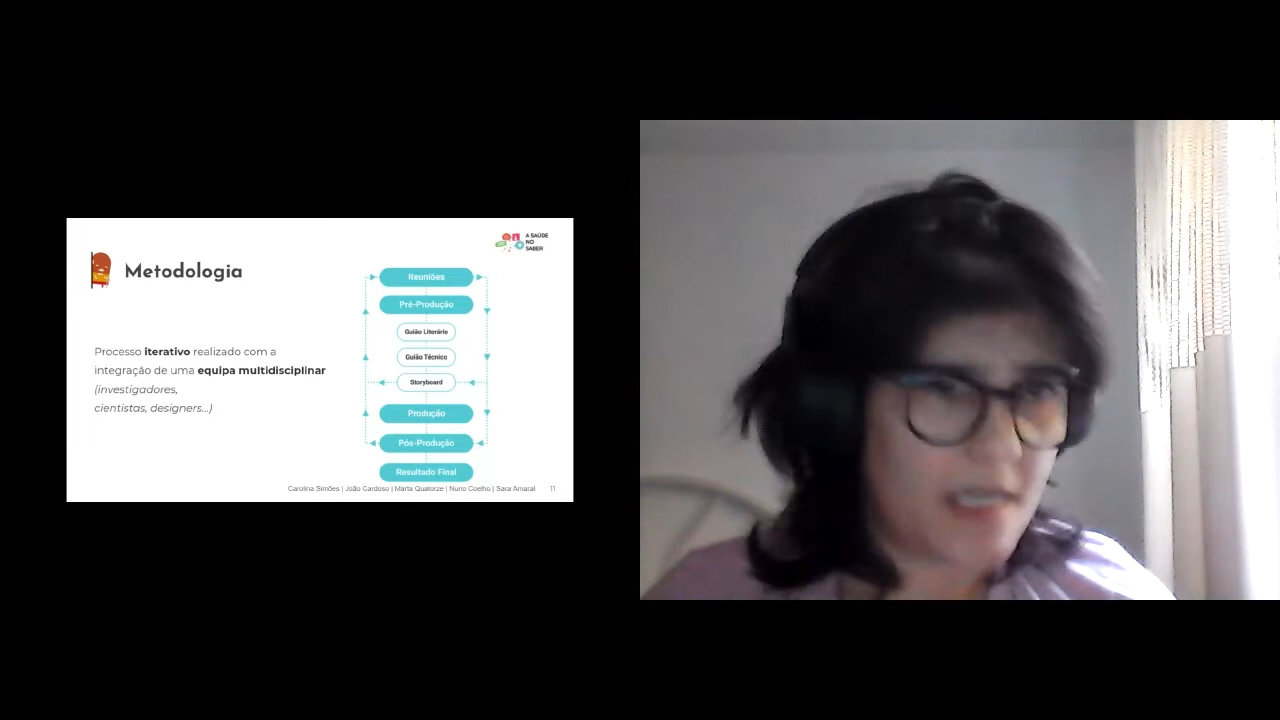 A SAÚDE
NO
SABER
Metodologia
Processo iterativo realizado com a
integração de uma equipa multidisciplinar
(investigadores,
cientistas, designers...)
Reuniões
Pré-Produção
Guião Literário
Guião Técnico
Storyboard
Produção
Pós-Produção
Resultado Final
Carolina Simões | João Cardoso | Marta Quatorze | Nuno Coelho | Sara Amaral
11